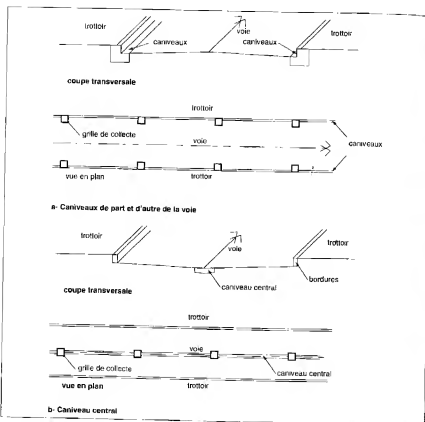 trottoir
voie
trottoir
caniveaux
caniveaux
coupe transversale
trottoir
grille de collecte
voie
caniveaux
vue en plan
trottoir
a- Caniveaux de part et d'autre de la voie
trottoir
voie
trottoir
bordures
coupe transversale
caniveau central
trottoir
voie
grille de collecte
caniveau central
vue en plan
trottoir
b- Caniveau central